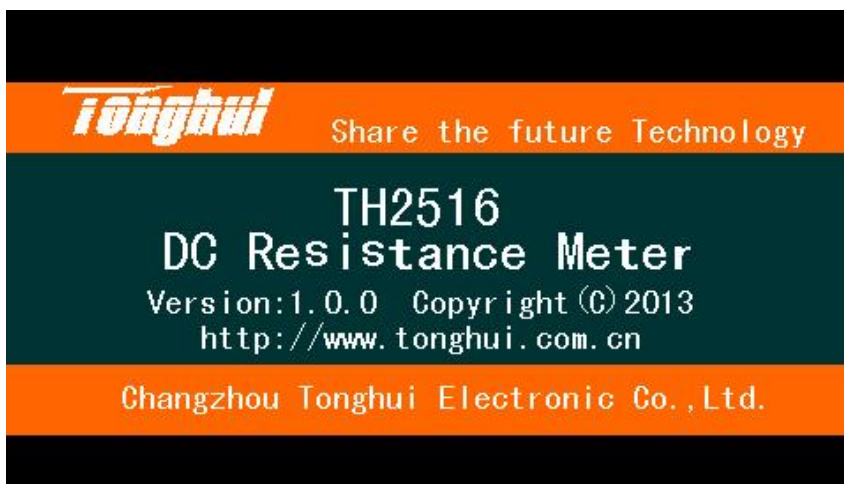 Tonghui
Share the future Technology
TH2516
DC Resistance Meter
Version:1.0.0 Copyright(C)2013
http://www.tonghui.com.cn
Changzhou Tonghui Electronic Co.,Ltd.